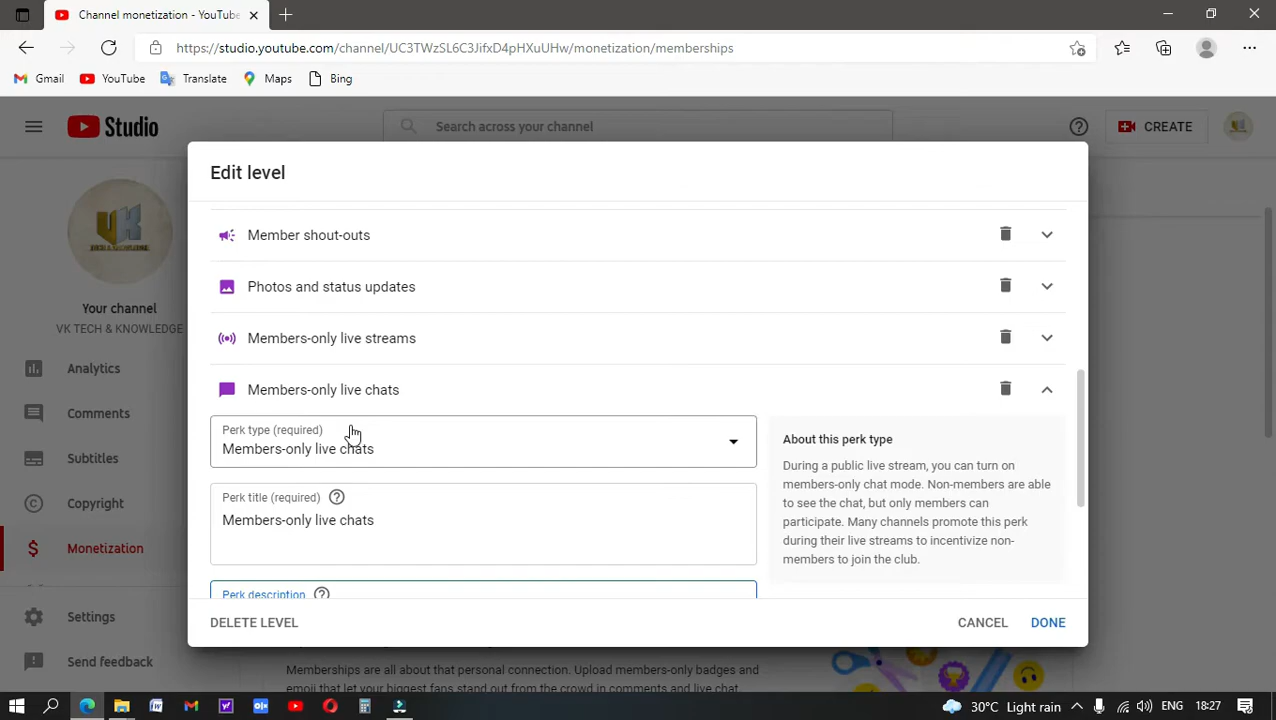 Channel monetization - YouTube
https://studio.youtube.com/channel/UC3TWzSL6C3JifxD4pHXuUHw/monetization/memberships
Gmail YouTube Translate Maps Bing
Studio
Search across your channel
CREATE
Edit level
Member shout-outs
Photos and status updates
Members-only live streams
Members-only live chats
Perk type (required)
Members-only live chats
Perk title (required)
Members-only live chats
Perk description
About this perk type
During a public live stream, you can turn on
members-only chat mode. Non-members are able
to see the chat, but only members can
participate. Many channels promote this perk
during their live streams to incentivize non-
members to join the club.
DELETE LEVEL CANCEL DONE
Your channel
VK TECH & KNOWLEDGE
Analytics
Comments
Subtitles
Copyright
Monetization
Settings
Send feedback
Memberships are all about that personal connection. Upload members-only badges and
emoji that let your biggest fans stand out from the crowd in comments and live chat.
30°C Light rain ENG 18:27